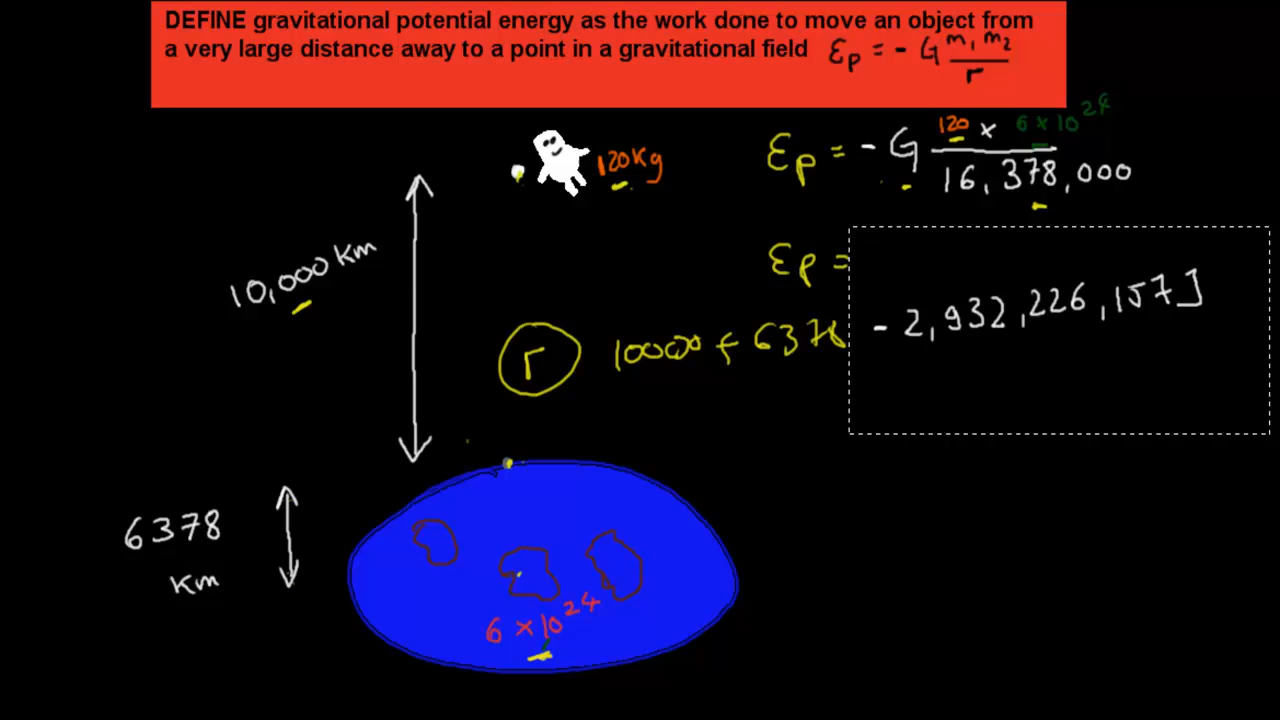 DEFINE gravitational potential energy as the work done to move an object from
a very large distance away to a point in a gravitational field Ep = - G m1 m2 / r
120Kg
Ep = - G 120 x 6 x 10^24 / 16,378,000
10,000 Km
Ep =
- 2,932,226,157 J
r 10000 + 6378
6378
Km
6 x 10^24